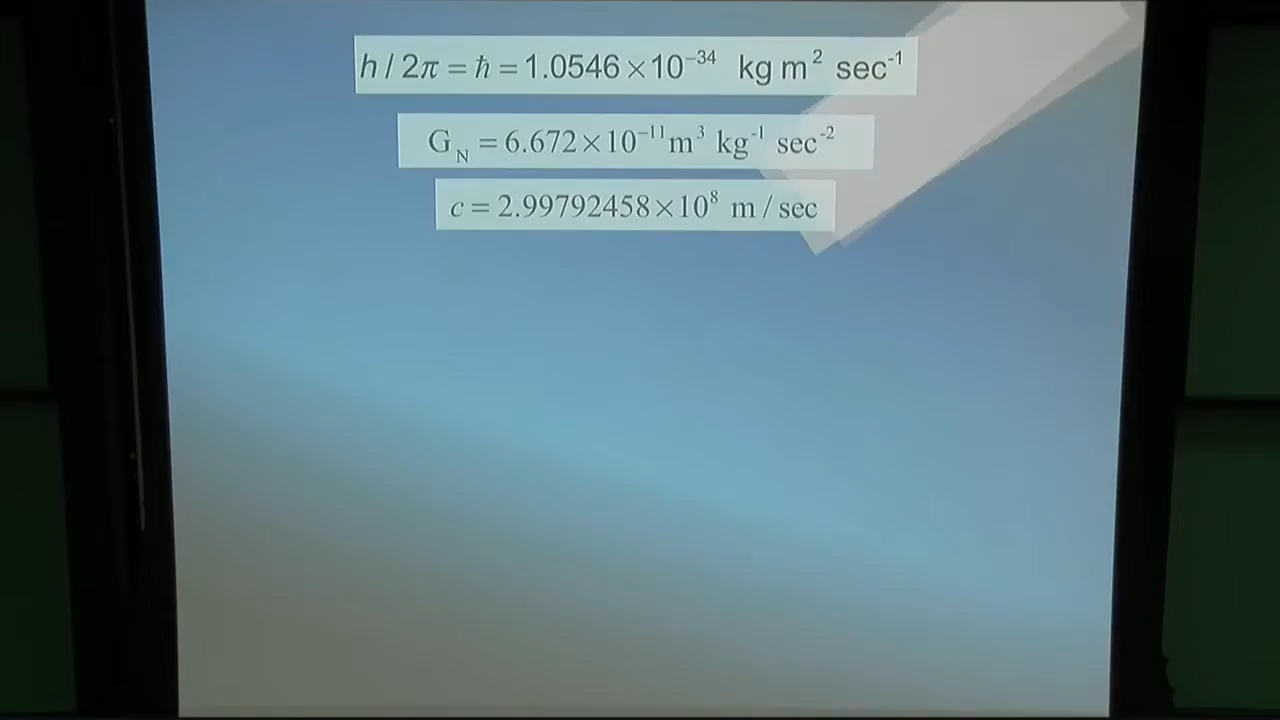 h / 2π = ℏ = 1.0546 × 10⁻³⁴ kg m² sec⁻¹
G_N = 6.672 × 10⁻¹¹ m³ kg⁻¹ sec⁻²
c = 2.99792458 × 10⁸ m / sec